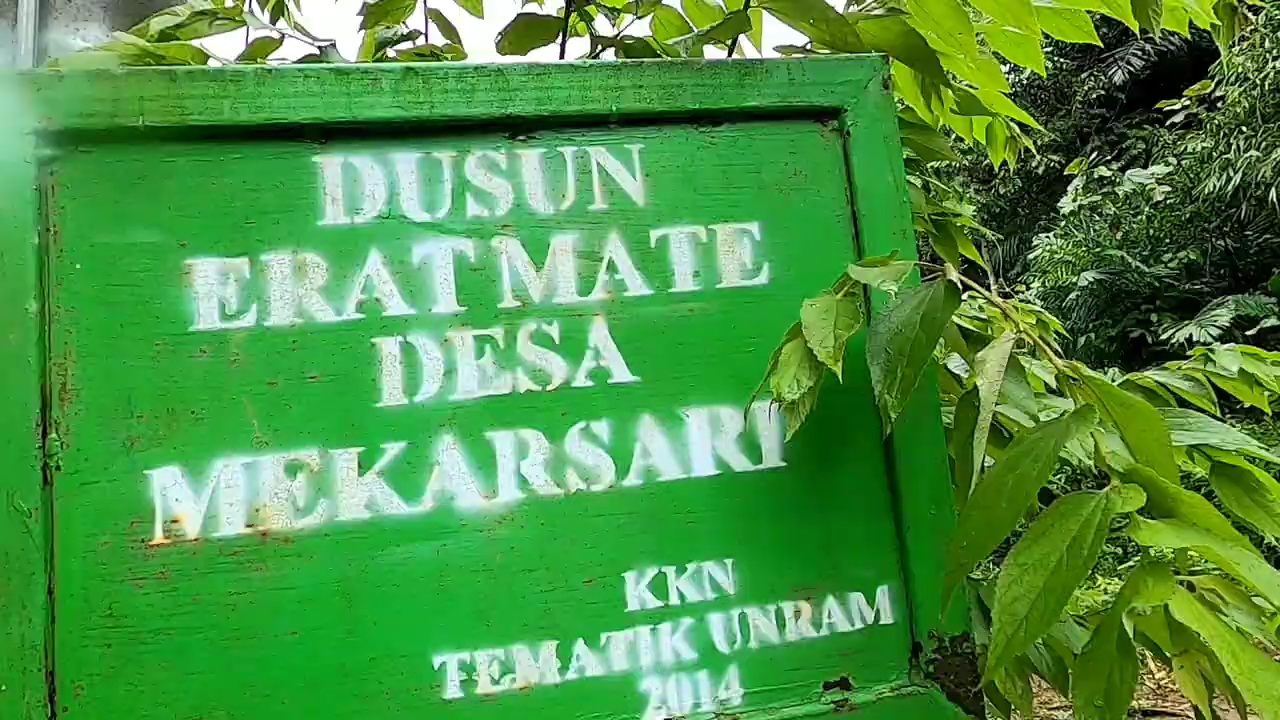 DUSUN
ERATMATE
DESA
MEKARSARI
KKN
TEMATIK UNRAM
2014